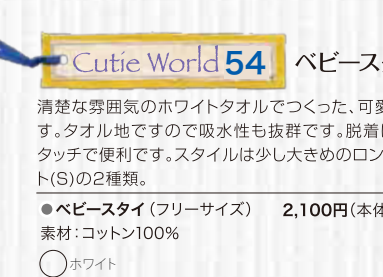 Cutie World 54 ベビース
清楚な雰囲気のホワイトタオルでつくった、可愛
す。タオル地ですので吸水性も抜群です。脱着
タッチで便利です。スタイルは少し大きめのロン
ト(S)の2種類。
●ベビースタイ（フリーサイズ） 2,100円(本体
素材：コットン100%
ホワイト